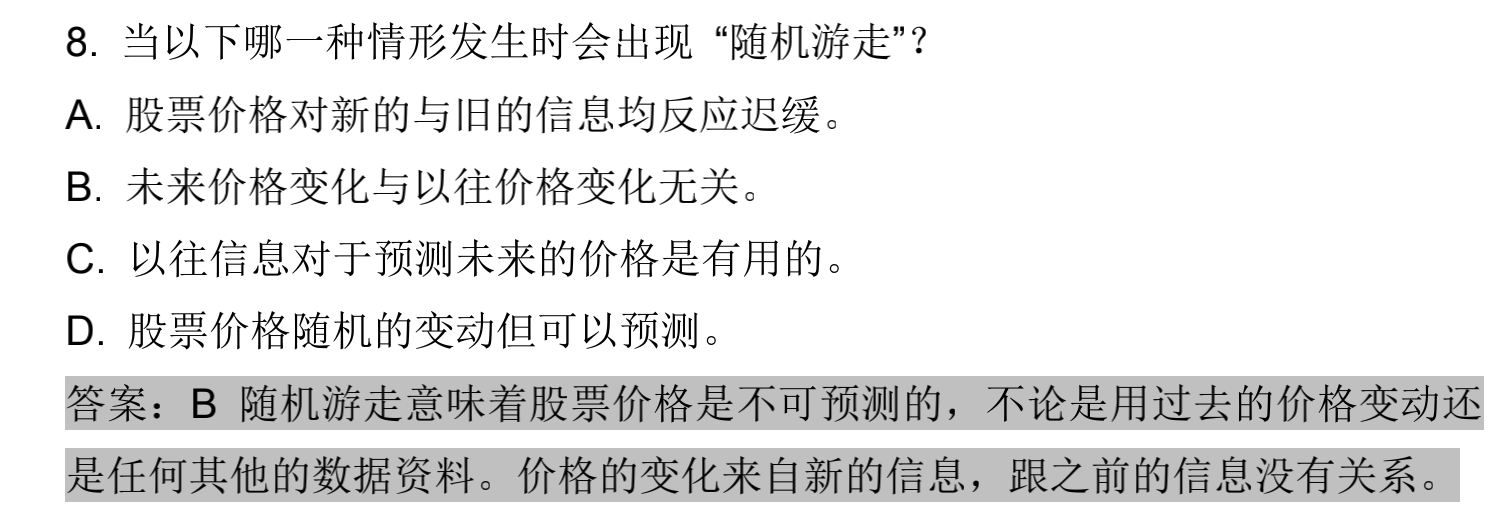 8. 当以下哪一种情形发生时会出现 “随机游走”?
A. 股票价格对新的与旧的信息均反应迟缓。
B. 未来价格变化与以往价格变化无关。
C. 以往信息对于预测未来的价格是有用的。
D. 股票价格随机的变动但可以预测。
答案：B 随机游走意味着股票价格是不可预测的，不论是用过去的价格变动还
是任何其他的数据资料。价格的变化来自新的信息，跟之前的信息没有关系。